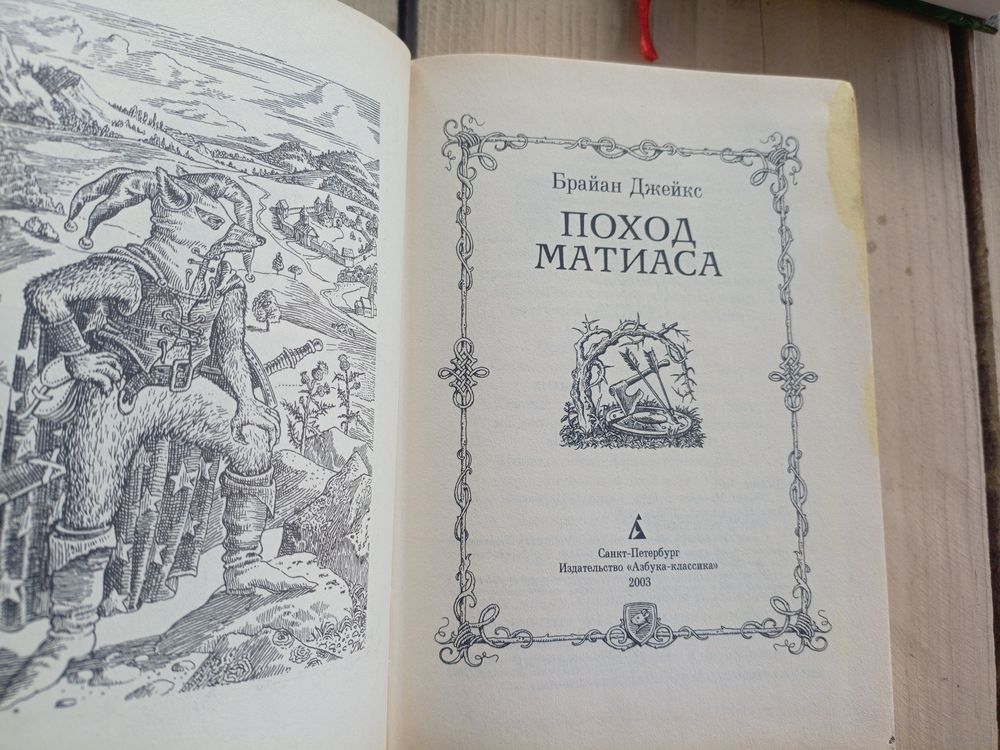 Брайан Джейкс
ПОХОД
МАТИАСА
Санкт-Петербург
Издательство «Азбука-классика»
2003